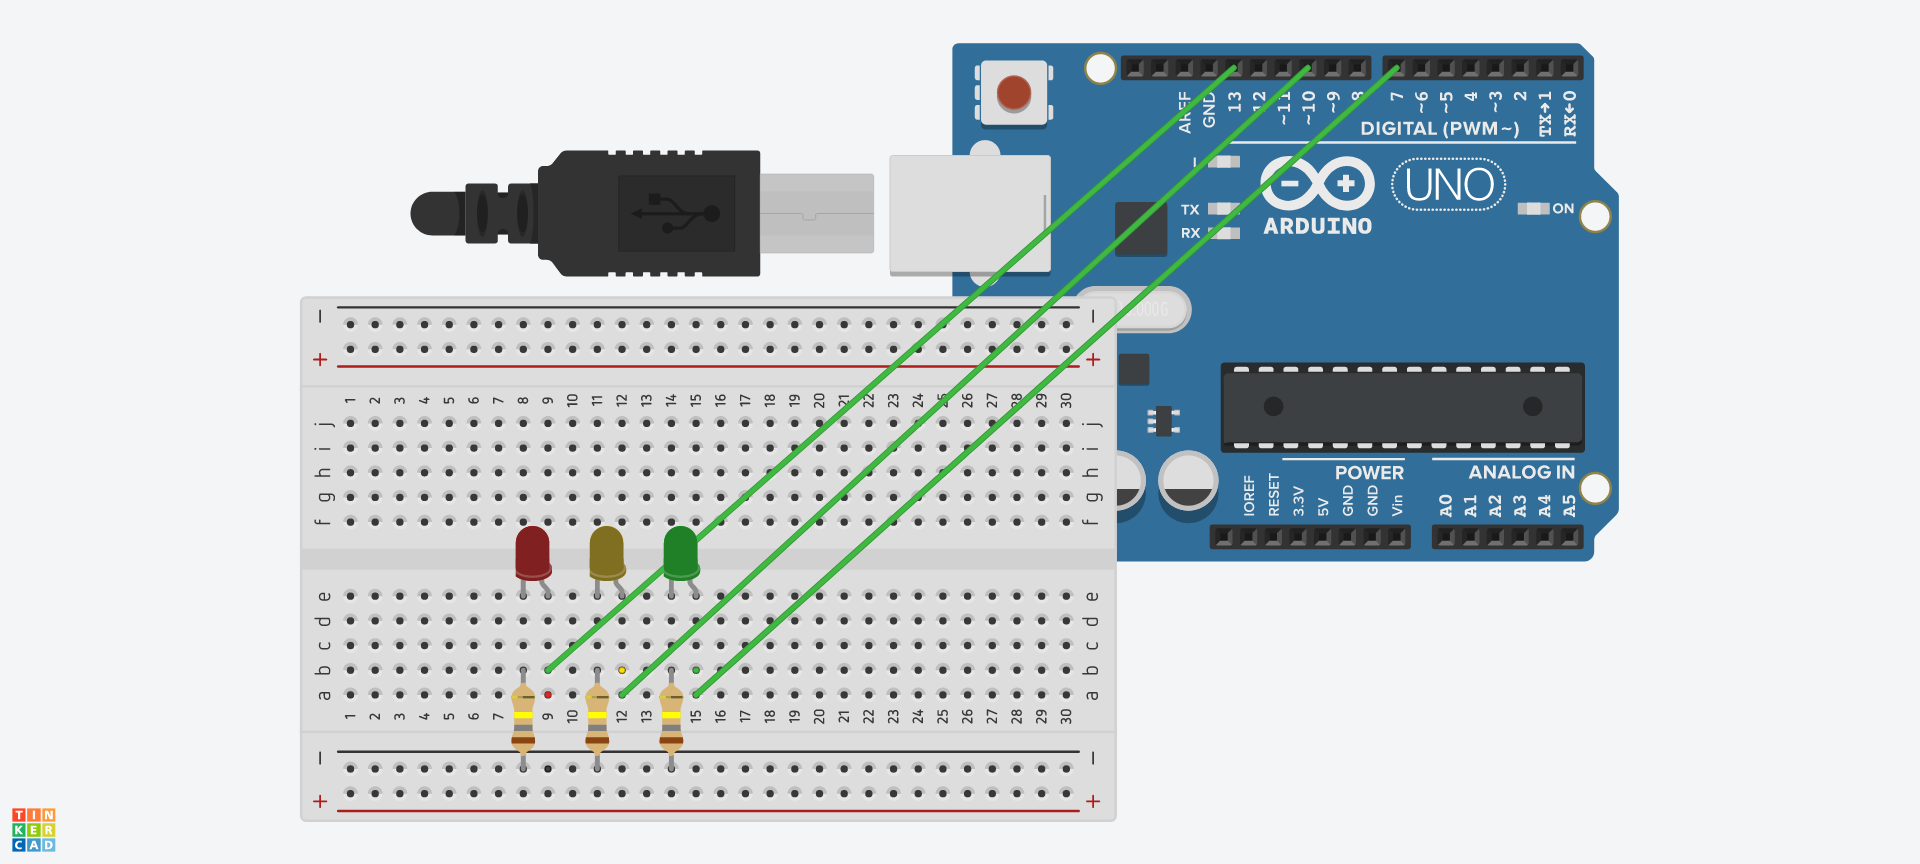 AREF
GND
13
12
~11
~10
~9
8
7
~6
~5
4
~3
2
TX→1
RX←0
DIGITAL (PWM~)
UNO
TX
RX
ARDUINO
ON
− −
+ +
1 2 3 4 5 6 7 8 9 10 11 12 13 14 15 16 17 18 19 20 21 22 23 24 25 26 27 28 29 30
j j
i i
h h
g g
f f
e e
d d
c c
b b
a a
1 2 3 4 5 6 7 8 9 10 11 12 13 14 15 16 17 18 19 20 21 22 23 24 25 26 27 28 29 30
− −
+ +
POWER
ANALOG IN
IOREF
RESET
3.3V
5V
GND
GND
Vin
A0
A1
A2
A3
A4
A5
TIN
KER
CAD